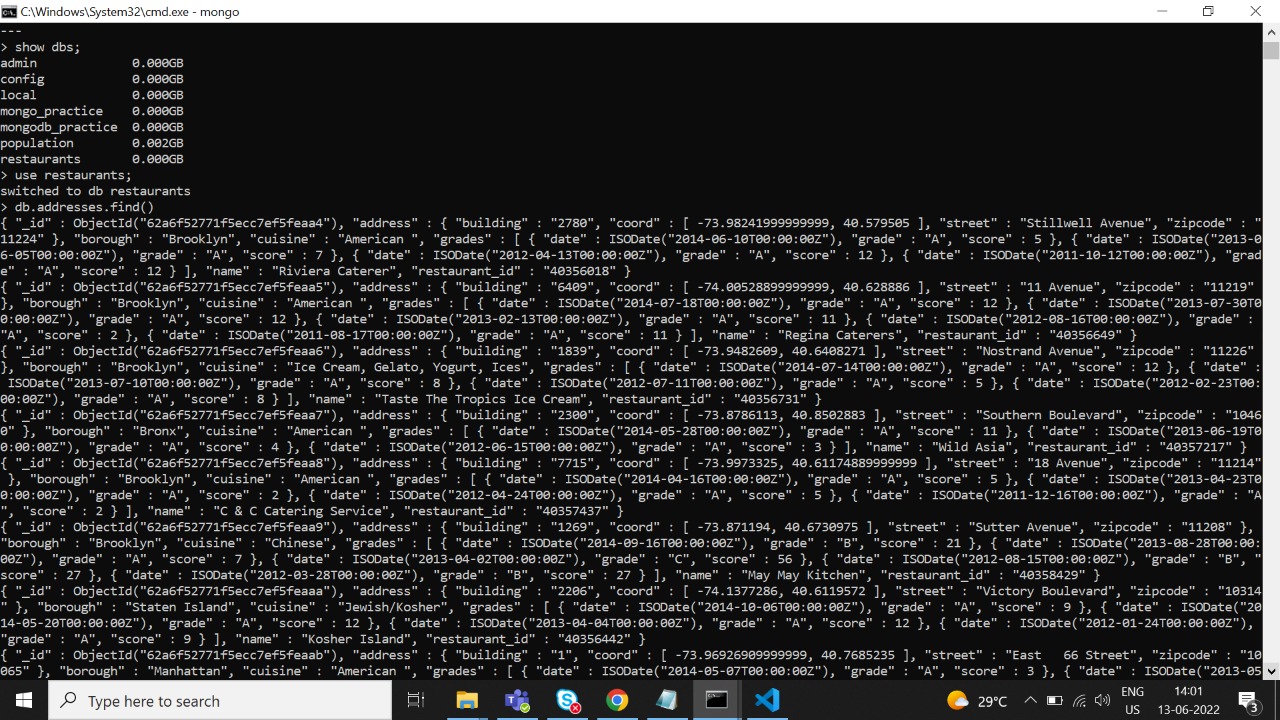 C:\Windows\System32\cmd.exe - mongo
---
> show dbs;
admin            0.000GB
config           0.000GB
local            0.000GB
mongo_practice   0.000GB
mongodb_practice 0.000GB
population       0.002GB
restaurants      0.000GB
> use restaurants;
switched to db restaurants
> db.addresses.find()
{ "_id" : ObjectId("62a6f52771f5ecc7ef5feaa4"), "address" : { "building" : "2780", "coord" : [ -73.98241999999999, 40.579505 ], "street" : "Stillwell Avenue", "zipcode" : "
11224" }, "borough" : "Brooklyn", "cuisine" : "American ", "grades" : [ { "date" : ISODate("2014-06-10T00:00:00Z"), "grade" : "A", "score" : 5 }, { "date" : ISODate("2013-0
6-05T00:00:00Z"), "grade" : "A", "score" : 7 }, { "date" : ISODate("2012-04-13T00:00:00Z"), "grade" : "A", "score" : 12 }, { "date" : ISODate("2011-10-12T00:00:00Z"), "grad
e" : "A", "score" : 12 } ], "name" : "Riviera Caterer", "restaurant_id" : "40356018" }
{ "_id" : ObjectId("62a6f52771f5ecc7ef5feaa5"), "address" : { "building" : "6409", "coord" : [ -74.00528899999999, 40.628886 ], "street" : "11 Avenue", "zipcode" : "11219"
}, "borough" : "Brooklyn", "cuisine" : "American ", "grades" : [ { "date" : ISODate("2014-07-18T00:00:00Z"), "grade" : "A", "score" : 12 }, { "date" : ISODate("2013-07-30T0
0:00:00Z"), "grade" : "A", "score" : 12 }, { "date" : ISODate("2013-02-13T00:00:00Z"), "grade" : "A", "score" : 11 }, { "date" : ISODate("2012-08-16T00:00:00Z"), "grade" :
"A", "score" : 2 }, { "date" : ISODate("2011-08-17T00:00:00Z"), "grade" : "A", "score" : 11 } ], "name" : "Regina Caterers", "restaurant_id" : "40356649" }
{ "_id" : ObjectId("62a6f52771f5ecc7ef5feaa6"), "address" : { "building" : "1839", "coord" : [ -73.9482609, 40.6408271 ], "street" : "Nostrand Avenue", "zipcode" : "11226"
}, "borough" : "Brooklyn", "cuisine" : "Ice Cream, Gelato, Yogurt, Ices", "grades" : [ { "date" : ISODate("2014-07-14T00:00:00Z"), "grade" : "A", "score" : 12 }, { "date" :
ISODate("2013-07-10T00:00:00Z"), "grade" : "A", "score" : 8 }, { "date" : ISODate("2012-07-11T00:00:00Z"), "grade" : "A", "score" : 5 }, { "date" : ISODate("2012-02-23T00:
00:00Z"), "grade" : "A", "score" : 8 } ], "name" : "Taste The Tropics Ice Cream", "restaurant_id" : "40356731" }
{ "_id" : ObjectId("62a6f52771f5ecc7ef5feaa7"), "address" : { "building" : "2300", "coord" : [ -73.8786113, 40.8502883 ], "street" : "Southern Boulevard", "zipcode" : "1046
0" }, "borough" : "Bronx", "cuisine" : "American ", "grades" : [ { "date" : ISODate("2014-05-28T00:00:00Z"), "grade" : "A", "score" : 11 }, { "date" : ISODate("2013-06-19T0
0:00:00Z"), "grade" : "A", "score" : 4 }, { "date" : ISODate("2012-06-15T00:00:00Z"), "grade" : "A", "score" : 3 } ], "name" : "Wild Asia", "restaurant_id" : "40357217" }
{ "_id" : ObjectId("62a6f52771f5ecc7ef5feaa8"), "address" : { "building" : "7715", "coord" : [ -73.9973325, 40.61174889999999 ], "street" : "18 Avenue", "zipcode" : "11214"
}, "borough" : "Brooklyn", "cuisine" : "American ", "grades" : [ { "date" : ISODate("2014-04-16T00:00:00Z"), "grade" : "A", "score" : 5 }, { "date" : ISODate("2013-04-23T0
0:00:00Z"), "grade" : "A", "score" : 2 }, { "date" : ISODate("2012-04-24T00:00:00Z"), "grade" : "A", "score" : 5 }, { "date" : ISODate("2011-12-16T00:00:00Z"), "grade" : "A
", "score" : 2 } ], "name" : "C & C Catering Service", "restaurant_id" : "40357437" }
{ "_id" : ObjectId("62a6f52771f5ecc7ef5feaa9"), "address" : { "building" : "1269", "coord" : [ -73.871194, 40.6730975 ], "street" : "Sutter Avenue", "zipcode" : "11208" },
"borough" : "Brooklyn", "cuisine" : "Chinese", "grades" : [ { "date" : ISODate("2014-09-16T00:00:00Z"), "grade" : "B", "score" : 21 }, { "date" : ISODate("2013-08-28T00:00:
00Z"), "grade" : "A", "score" : 7 }, { "date" : ISODate("2013-04-02T00:00:00Z"), "grade" : "C", "score" : 56 }, { "date" : ISODate("2012-08-15T00:00:00Z"), "grade" : "B", "
score" : 27 }, { "date" : ISODate("2012-03-28T00:00:00Z"), "grade" : "B", "score" : 27 } ], "name" : "May May Kitchen", "restaurant_id" : "40358429" }
{ "_id" : ObjectId("62a6f52771f5ecc7ef5feaaa"), "address" : { "building" : "2206", "coord" : [ -74.1377286, 40.6119572 ], "street" : "Victory Boulevard", "zipcode" : "10314
" }, "borough" : "Staten Island", "cuisine" : "Jewish/Kosher", "grades" : [ { "date" : ISODate("2014-10-06T00:00:00Z"), "grade" : "A", "score" : 9 }, { "date" : ISODate("20
14-05-20T00:00:00Z"), "grade" : "A", "score" : 12 }, { "date" : ISODate("2013-04-04T00:00:00Z"), "grade" : "A", "score" : 12 }, { "date" : ISODate("2012-01-24T00:00:00Z"),
"grade" : "A", "score" : 9 } ], "name" : "Kosher Island", "restaurant_id" : "40356442" }
{ "_id" : ObjectId("62a6f52771f5ecc7ef5feaab"), "address" : { "building" : "1", "coord" : [ -73.96926909999999, 40.7685235 ], "street" : "East   66 Street", "zipcode" : "10
065" }, "borough" : "Manhattan", "cuisine" : "American ", "grades" : [ { "date" : ISODate("2014-05-07T00:00:00Z"), "grade" : "A", "score" : 3 }, { "date" : ISODate("2013-05
Type here to search
29°C
ENG
US
14:01
13-06-2022
3